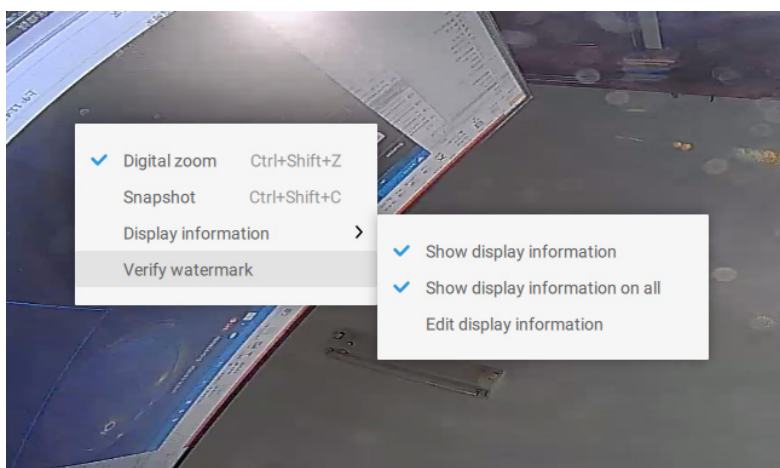 Digital zoom Ctrl+Shift+Z
Snapshot Ctrl+Shift+C
Display information
Verify watermark
Show display information
Show display information on all
Edit display information